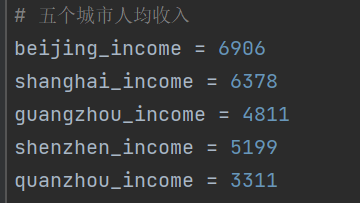 # 五个城市人均收入
beijing_income = 6906
shanghai_income = 6378
guangzhou_income = 4811
shenzhen_income = 5199
quanzhou_income = 3311